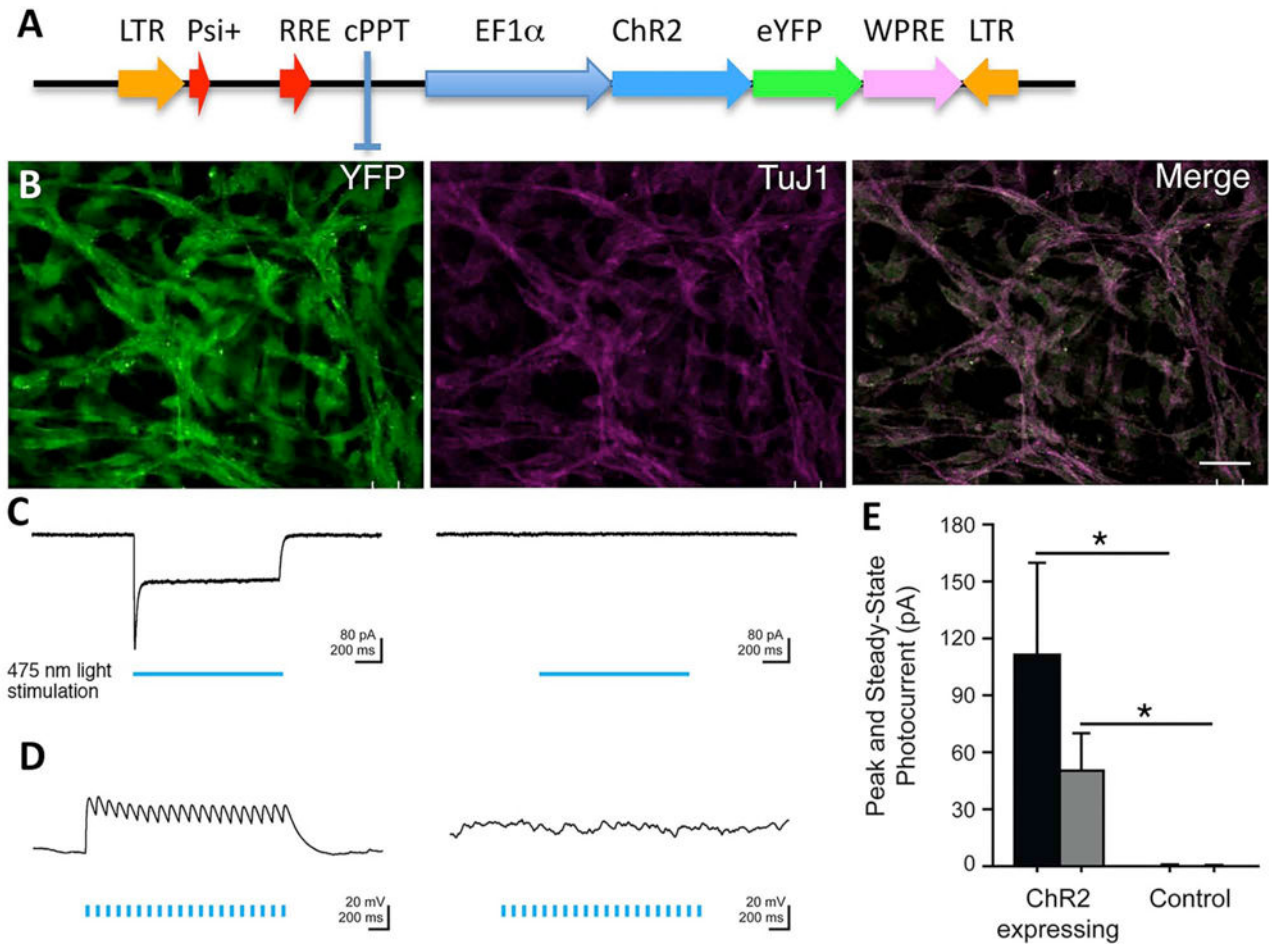 A
LTR Psi+ RRE cPPT EF1α ChR2 eYFP WPRE LTR
B
YFP
TuJ1
Merge
C
80 pA
200 ms
80 pA
200 ms
475 nm light
stimulation
D
20 mV
200 ms
20 mV
200 ms
E
Peak and Steady-State
Photocurrent (pA)
180
150
120
90
60
30
0
*
*
ChR2
expressing
Control